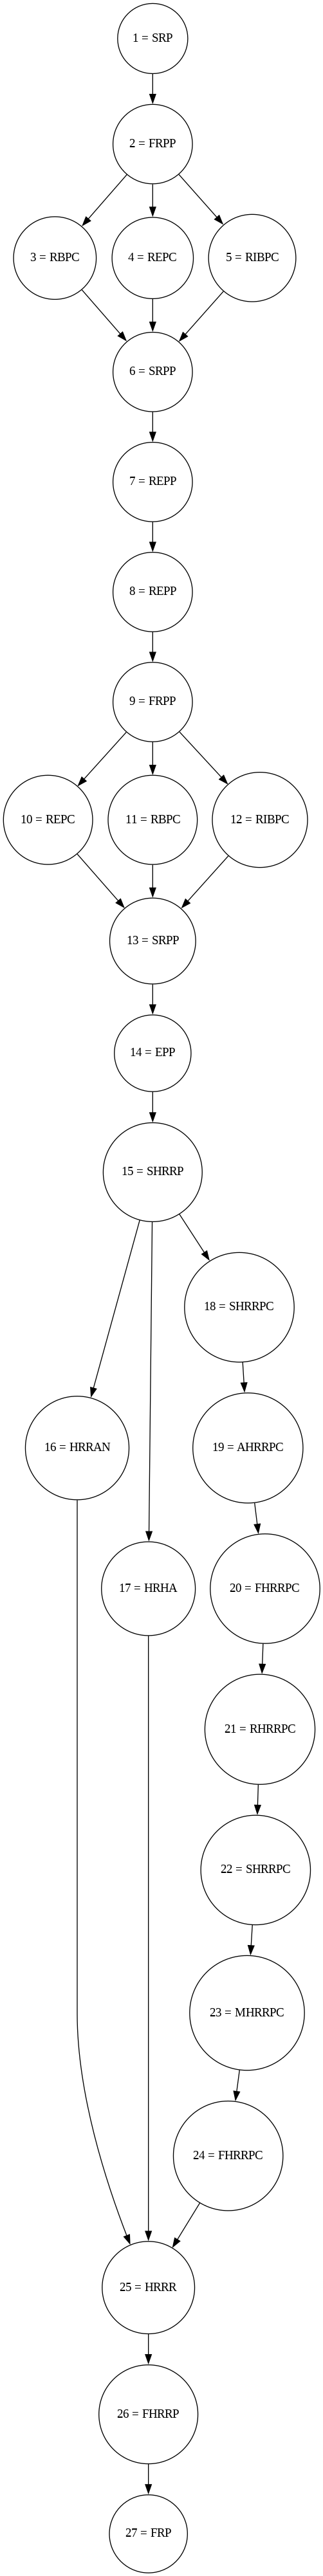 1 = SRP
2 = FRPP
3 = RBPC
4 = REPC
5 = RIBPC
6 = SRPP
7 = REPP
8 = REPP
9 = FRPP
10 = REPC
11 = RBPC
12 = RIBPC
13 = SRPP
14 = EPP
15 = SHRRP
18 = SHRRPC
16 = HRRAN
19 = AHRRPC
17 = HRHA
20 = FHRRPC
21 = RHRRPC
22 = SHRRPC
23 = MHRRPC
24 = FHRRPC
25 = HRRR
26 = FHRRP
27 = FRP